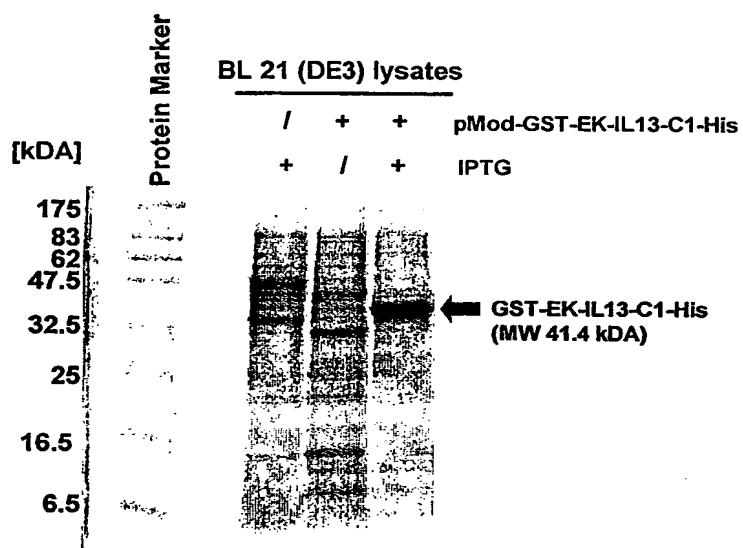 Protein Marker
BL 21 (DE3) lysates
/ + + pMod-GST-EK-IL13-C1-His
[kDA]
+ / + IPTG
175
83
62
47.5
32.5
25
16.5
6.5
GST-EK-IL13-C1-His
(MW 41.4 kDA)